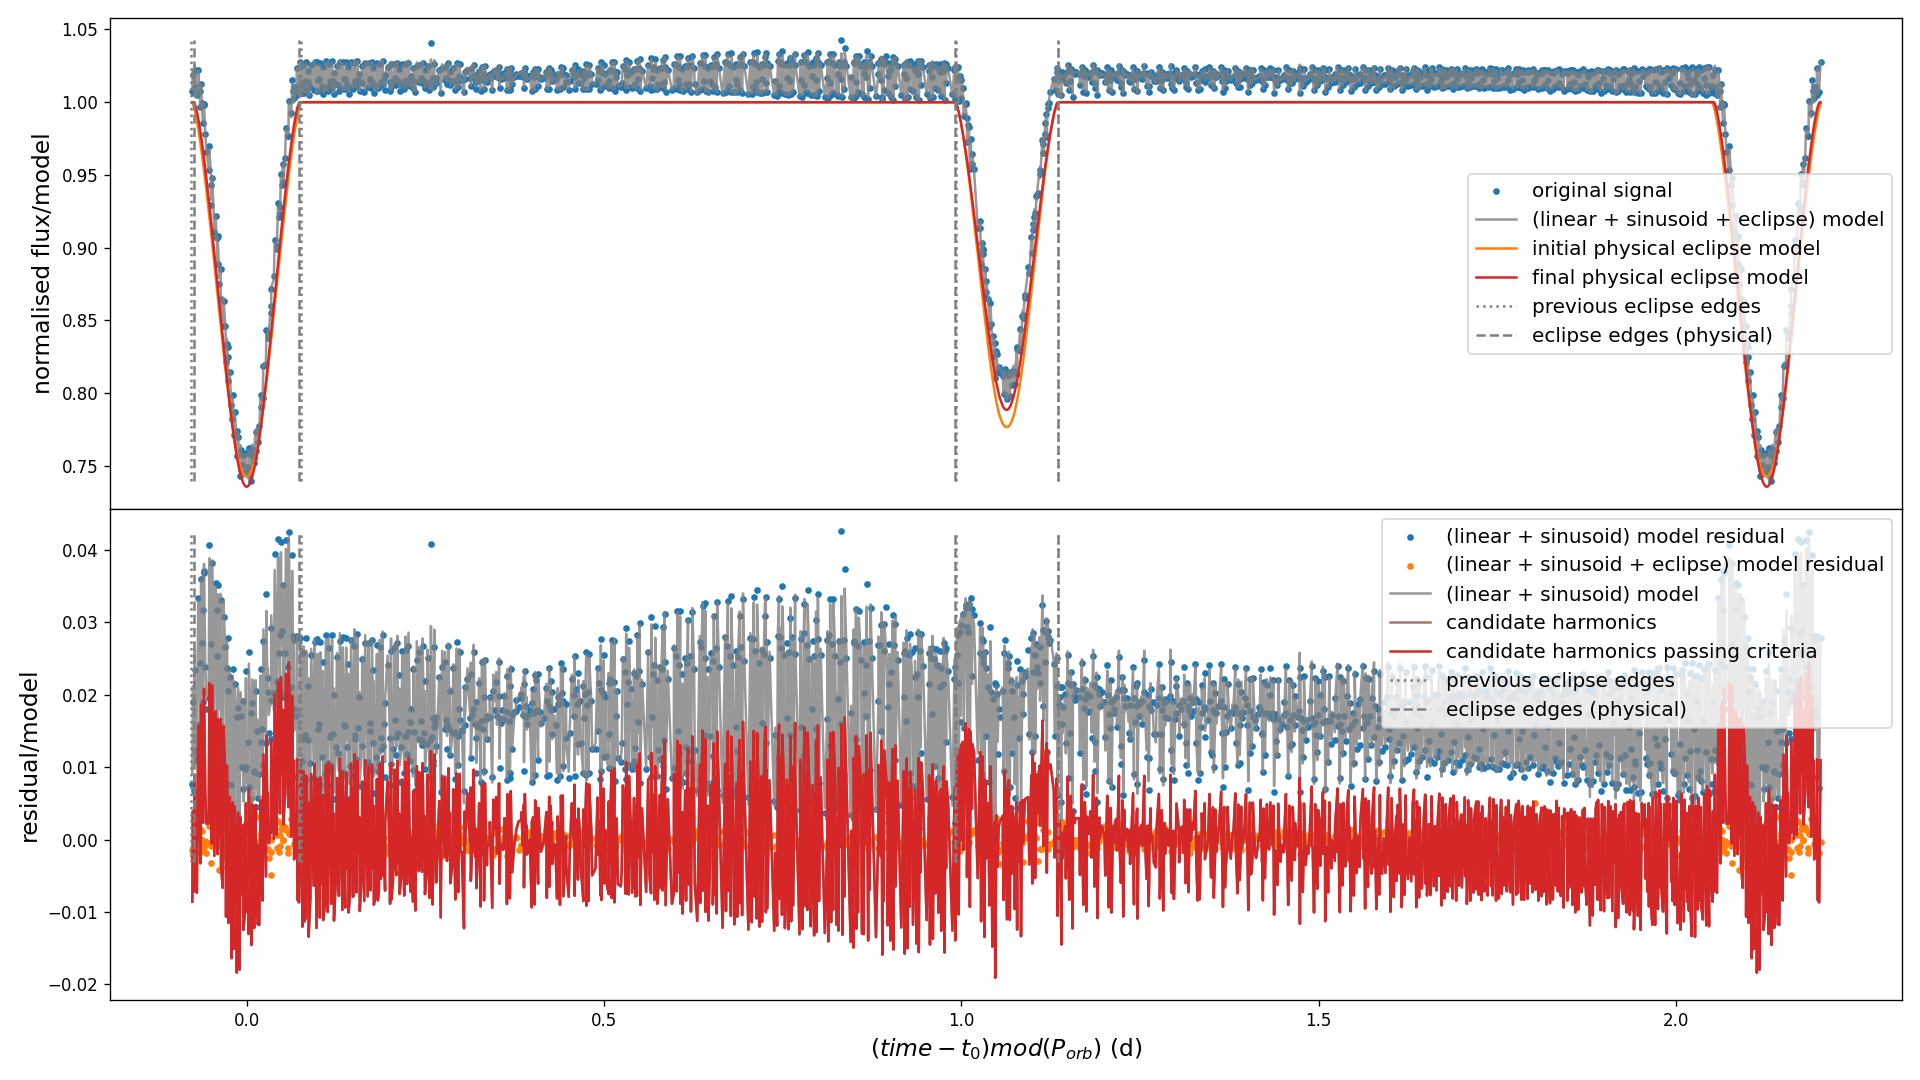 1.05
1.00
0.95
0.90
0.85
0.80
0.75
normalised flux/model
original signal
(linear + sinusoid + eclipse) model
initial physical eclipse model
final physical eclipse model
previous eclipse edges
eclipse edges (physical)
0.04
0.03
0.02
0.01
0.00
−0.01
−0.02
residual/model
(linear + sinusoid) model residual
(linear + sinusoid + eclipse) model residual
(linear + sinusoid) model
candidate harmonics
candidate harmonics passing criteria
previous eclipse edges
eclipse edges (physical)
0.0 0.5 1.0 1.5 2.0
(time − t₀)mod(P_orb) (d)